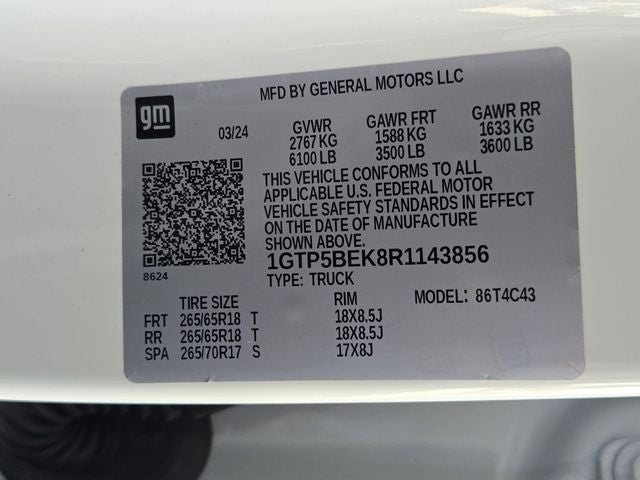 MFD BY GENERAL MOTORS LLC
gm
03/24
GVWR GAWR FRT GAWR RR
2767 KG 1588 KG 1633 KG
6100 LB 3500 LB 3600 LB
THIS VEHICLE CONFORMS TO ALL
APPLICABLE U.S. FEDERAL MOTOR
VEHICLE SAFETY STANDARDS IN EFFECT
ON THE DATE OF MANUFACTURE
SHOWN ABOVE.
1GTP5BEK8R1143856
8624
TYPE: TRUCK
TIRE SIZE RIM MODEL: 86T4C43
FRT 265/65R18 T 18X8.5J
RR 265/65R18 T 18X8.5J
SPA 265/70R17 S 17X8J